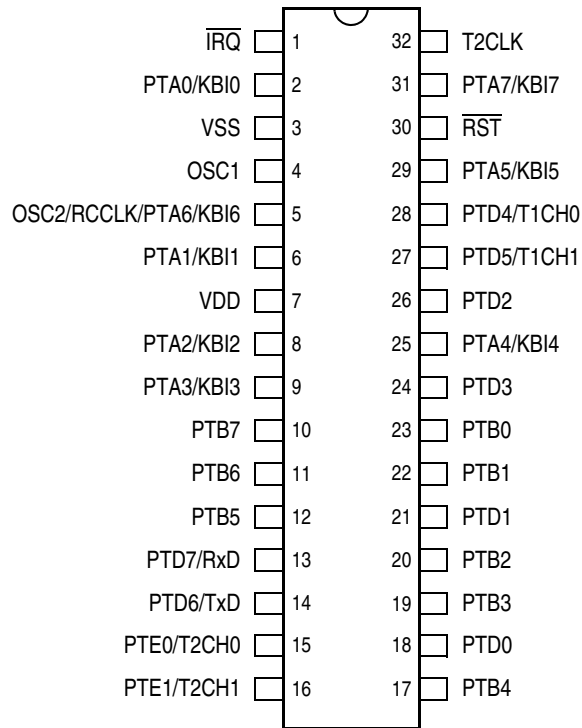 I̅R̅Q̅ 1 32 T2CLK
PTA0/KBI0 2 31 PTA7/KBI7
VSS 3 30 R̅S̅T̅
OSC1 4 29 PTA5/KBI5
OSC2/RCCLK/PTA6/KBI6 5 28 PTD4/T1CH0
PTA1/KBI1 6 27 PTD5/T1CH1
VDD 7 26 PTD2
PTA2/KBI2 8 25 PTA4/KBI4
PTA3/KBI3 9 24 PTD3
PTB7 10 23 PTB0
PTB6 11 22 PTB1
PTB5 12 21 PTD1
PTD7/RxD 13 20 PTB2
PTD6/TxD 14 19 PTB3
PTE0/T2CH0 15 18 PTD0
PTE1/T2CH1 16 17 PTB4